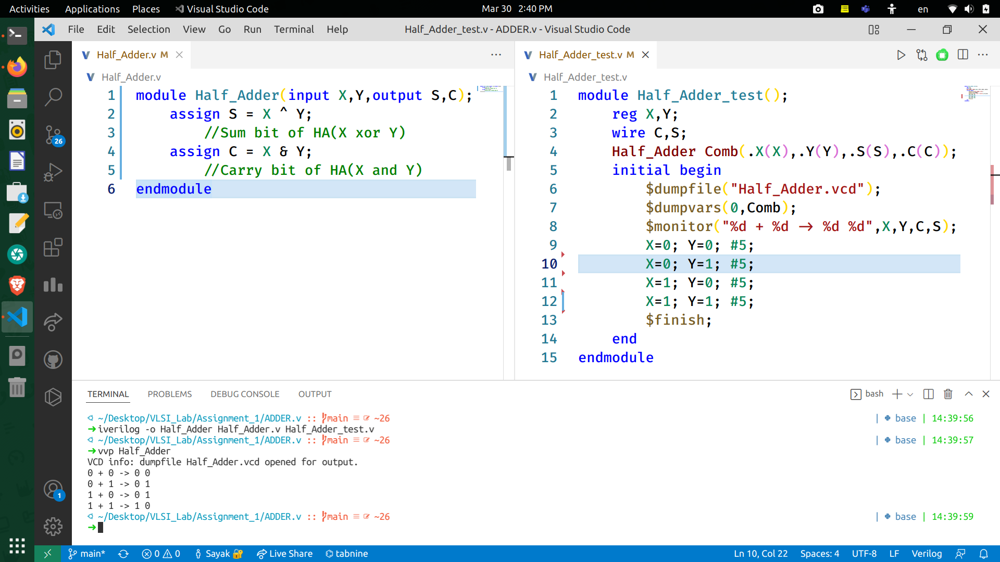 Activities Applications Places Visual Studio Code Mar 30 2:40 PM en
File Edit Selection View Go Run Terminal Help Half_Adder_test.v - ADDER.v - Visual Studio Code
Half_Adder.v M
Half_Adder.v
1 module Half_Adder(input X,Y,output S,C);
2 assign S = X ^ Y;
3 //Sum bit of HA(X xor Y)
4 assign C = X & Y;
5 //Carry bit of HA(X and Y)
6 endmodule
Half_Adder_test.v M
Half_Adder_test.v
1 module Half_Adder_test();
2 reg X,Y;
3 wire C,S;
4 Half_Adder Comb(.X(X),.Y(Y),.S(S),.C(C));
5 initial begin
6 $dumpfile("Half_Adder.vcd");
7 $dumpvars(0,Comb);
8 $monitor("%d + %d -> %d %d",X,Y,C,S);
9 X=0; Y=0; #5;
10 X=0; Y=1; #5;
11 X=1; Y=0; #5;
12 X=1; Y=1; #5;
13 $finish;
14 end
15 endmodule
26
1
TERMINAL PROBLEMS DEBUG CONSOLE OUTPUT bash
~/Desktop/VLSI_Lab/Assignment_1/ADDER.v :: main ≡ ~26 | base | 14:39:56
➜ iverilog -o Half_Adder Half_Adder.v Half_Adder_test.v
~/Desktop/VLSI_Lab/Assignment_1/ADDER.v :: main ≡ ~26 | base | 14:39:57
➜ vvp Half_Adder
VCD info: dumpfile Half_Adder.vcd opened for output.
0 + 0 -> 0 0
0 + 1 -> 0 1
1 + 0 -> 0 1
1 + 1 -> 1 0
~/Desktop/VLSI_Lab/Assignment_1/ADDER.v :: main ≡ ~26 | base | 14:39:59
➜
main* 0 0 Sayak 🔐 Live Share tabnine Ln 10, Col 22 Spaces: 4 UTF-8 LF Verilog